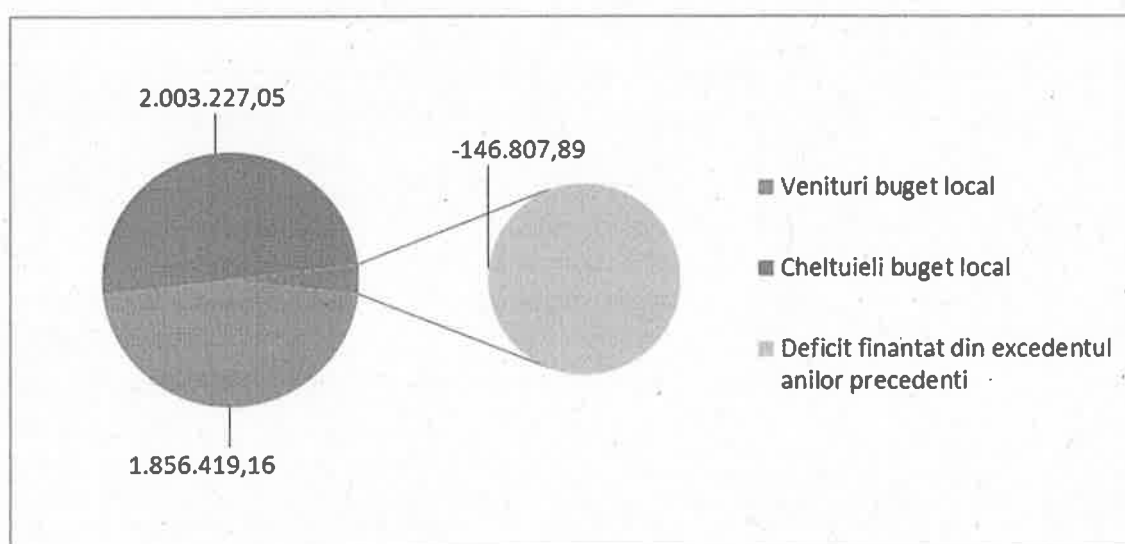 2.003.227,05
-146.807,89
Venituri buget local
Cheltuieli buget local
Deficit finantat din excedentul
anilor precedenti
1.856.419,16